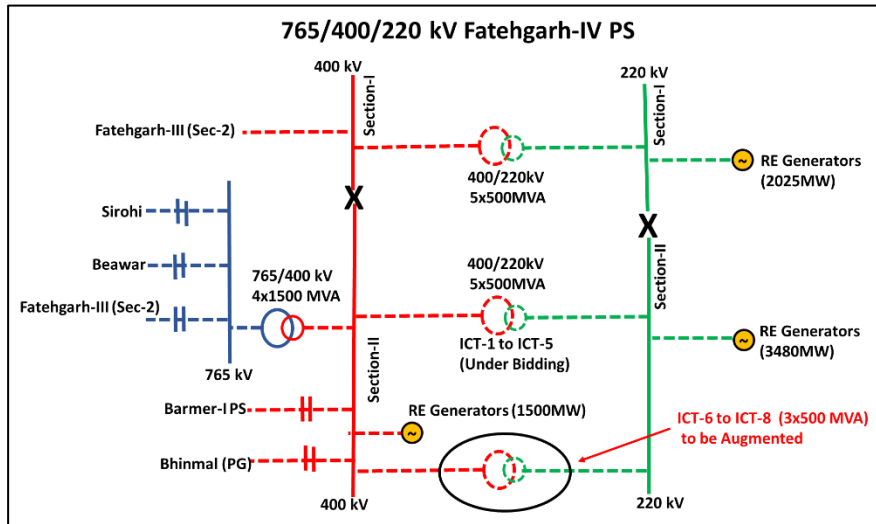 765/400/220 kV Fatehgarh-IV PS
400 kV
220 kV
Section-I
Section-I
Fatehgarh-III (Sec-2)
400/220kV
5x500MVA
RE Generators
(2025MW)
X
X
Sirohi
Beawar
Fatehgarh-III (Sec-2)
765/400 kV
4x1500 MVA
765 kV
400/220kV
5x500MVA
ICT-1 to ICT-5
(Under Bidding)
Section-II
Section-II
~
~
RE Generators
(3480MW)
Barmer-I PS
RE Generators (1500MW)
~
Bhinmal (PG)
ICT-6 to ICT-8  (3x500 MVA)
to be Augmented
400 kV
220 kV